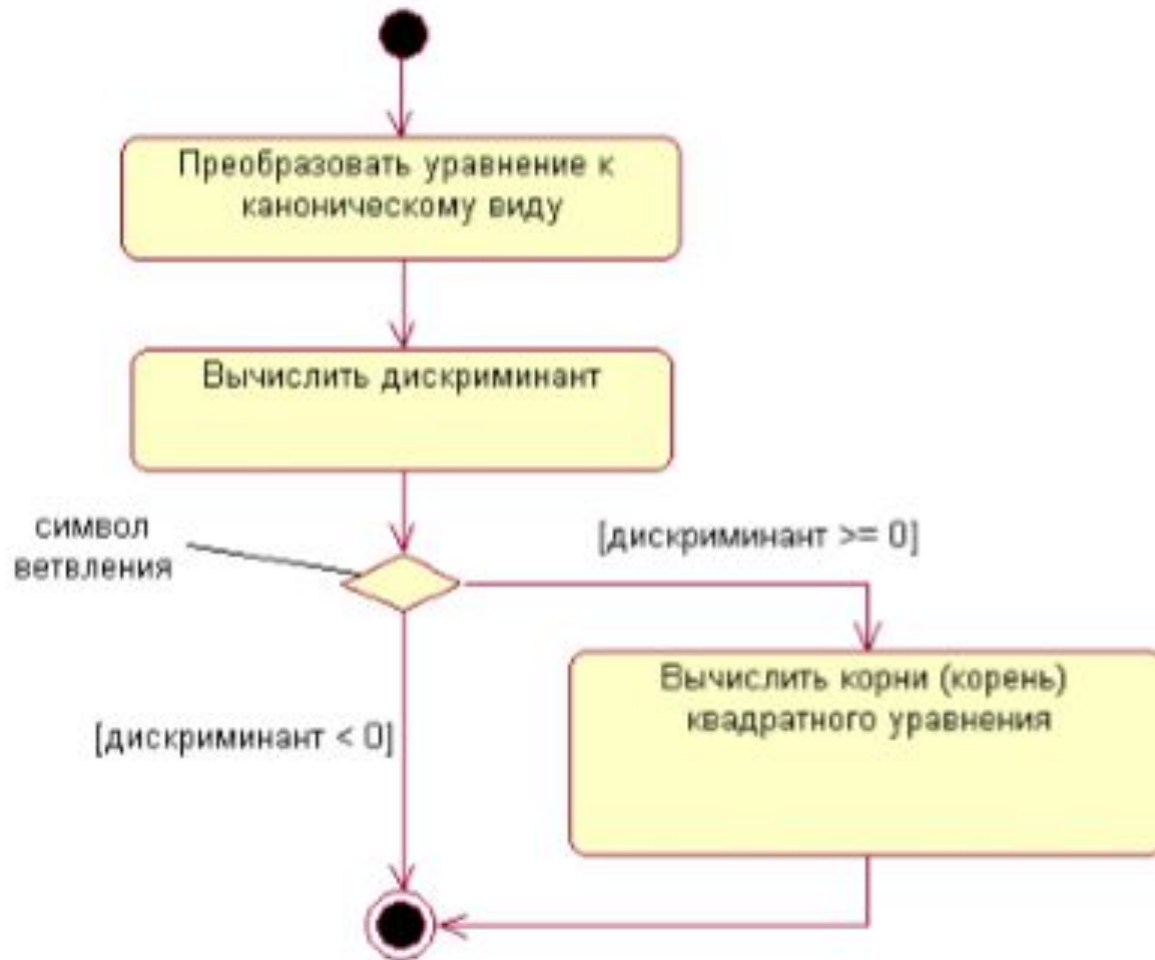 Преобразовать уравнение к
каноническому виду
Вычислить дискриминант
символ
ветвления
[дискриминант >= 0]
Вычислить корни (корень)
квадратного уравнения
[дискриминант < 0]